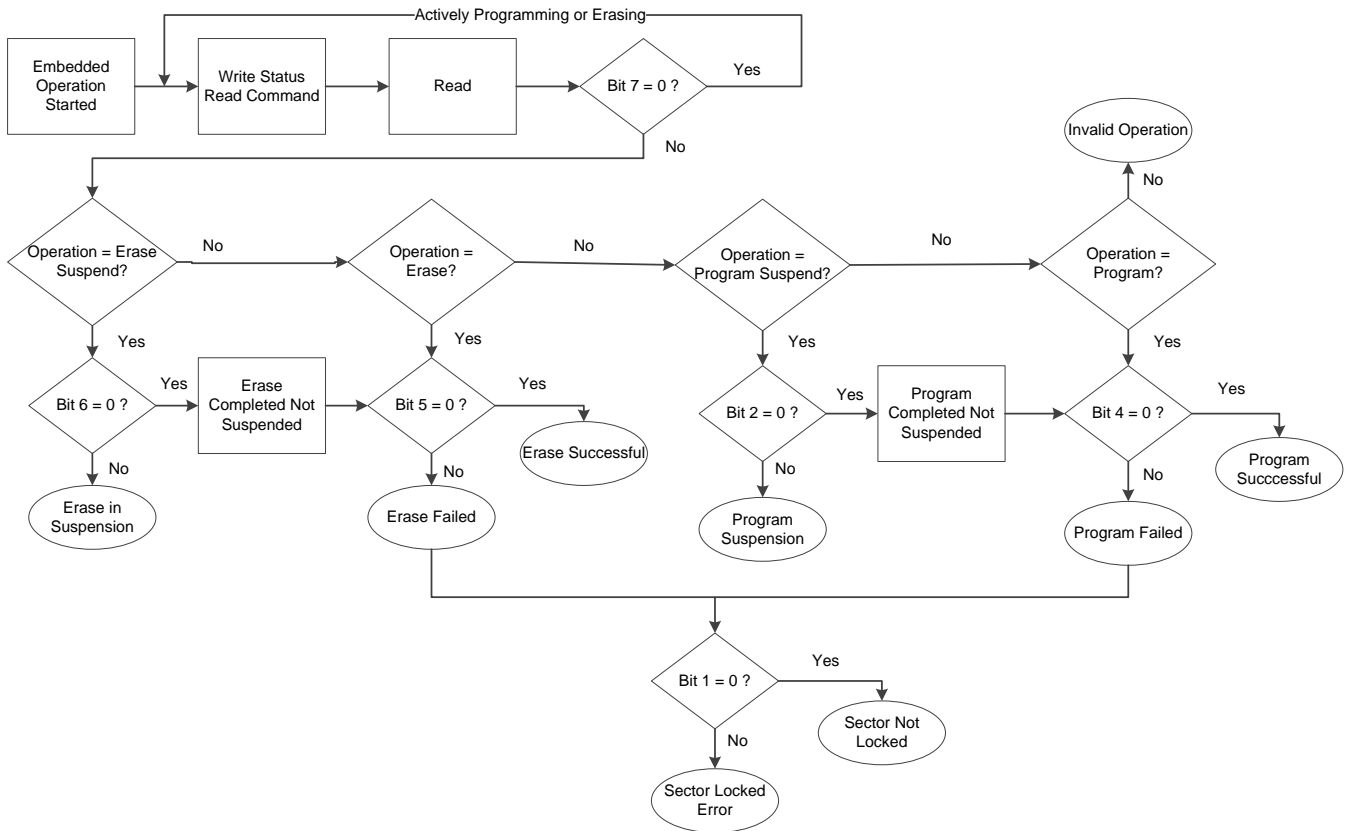 Actively Programming or Erasing
Embedded
Operation
Started
Write Status
Read Command
Read
Bit 7 = 0 ?
Yes
No
Invalid Operation
No
Operation = Erase
Suspend?
No
Operation =
Erase?
No
Operation =
Program Suspend?
No
Operation =
Program?
Yes
Yes
Yes
Yes
Bit 6 = 0 ?
Yes
Erase
Completed Not
Suspended
Bit 5 = 0 ?
Yes
Erase Successful
Bit 2 = 0 ?
Yes
Program
Completed Not
Suspended
Bit 4 = 0 ?
Yes
Program
Succcessful
No
No
No
No
Erase in
Suspension
Erase Failed
Program
Suspension
Program Failed
Bit 1 = 0 ?
Yes
Sector Not
Locked
No
Sector Locked
Error